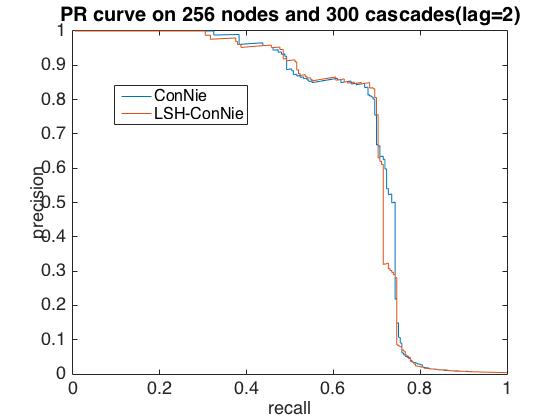 PR curve on 256 nodes and 300 cascades(lag=2)
1
0.9
0.8
0.7
0.6
0.5
0.4
0.3
0.2
0.1
0
precision
ConNie
LSH-ConNie
0 0.2 0.4 0.6 0.8 1
recall